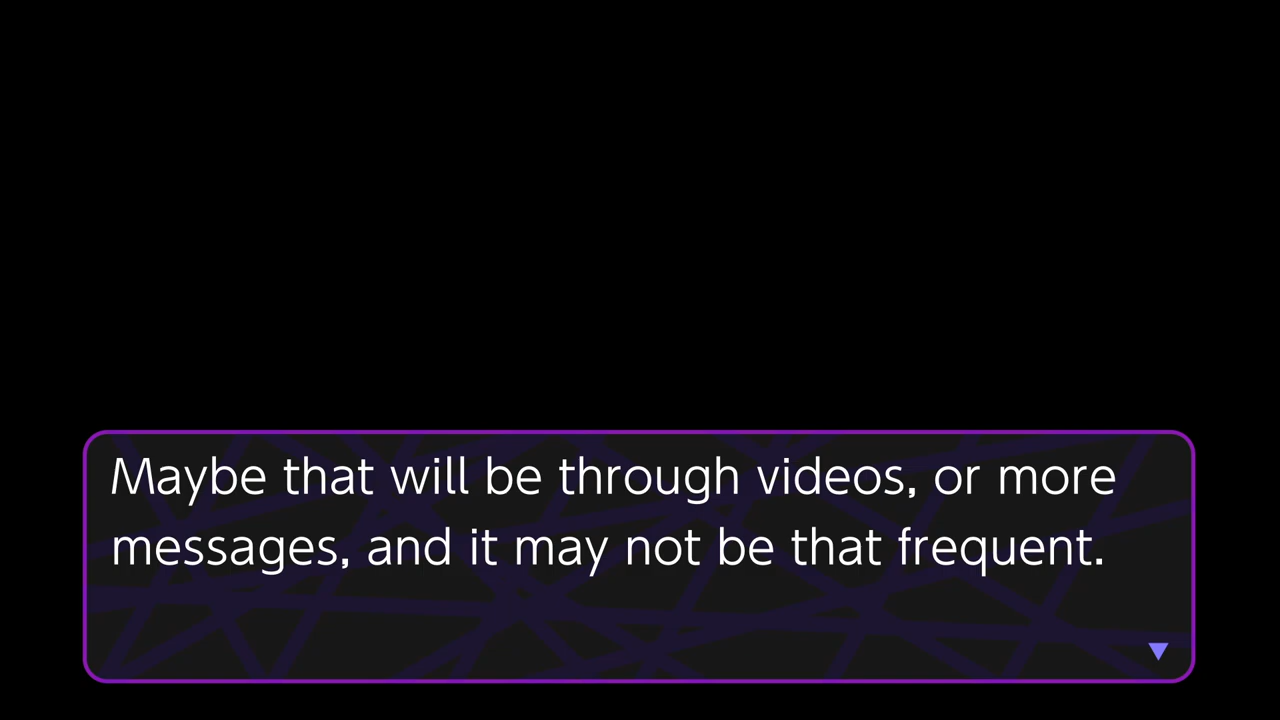 Maybe that will be through videos, or more
messages, and it may not be that frequent.